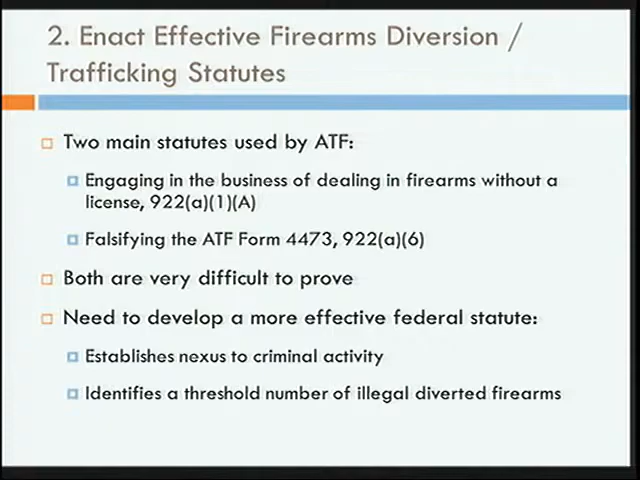 2. Enact Effective Firearms Diversion /
Trafficking Statutes
Two main statutes used by ATF:
Engaging in the business of dealing in firearms without a
license, 922(a)(1)(A)
Falsifying the ATF Form 4473, 922(a)(6)
Both are very difficult to prove
Need to develop a more effective federal statute:
Establishes nexus to criminal activity
Identifies a threshold number of illegal diverted firearms